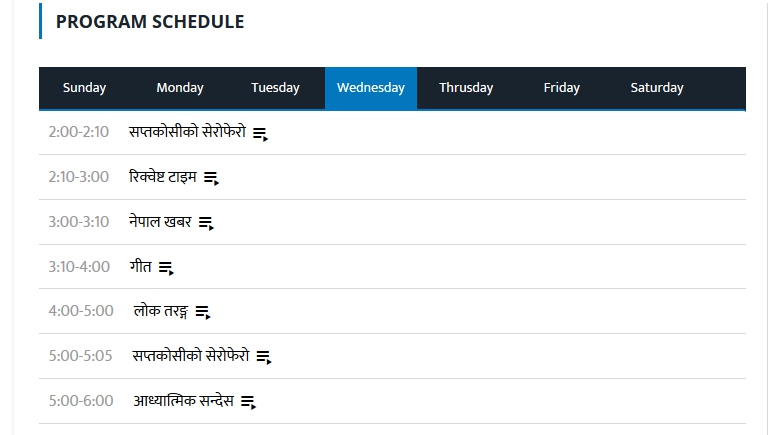 PROGRAM SCHEDULE
Sunday Monday Tuesday Wednesday Thrusday Friday Saturday
2:00-2:10 सप्तकोसीको सेरोफेरो
2:10-3:00 रिक्वेष्ट टाइम
3:00-3:10 नेपाल खबर
3:10-4:00 गीत
4:00-5:00 लोक तरङ्ग
5:00-5:05 सप्तकोसीको सेरोफेरो
5:00-6:00 आध्यात्मिक सन्देस